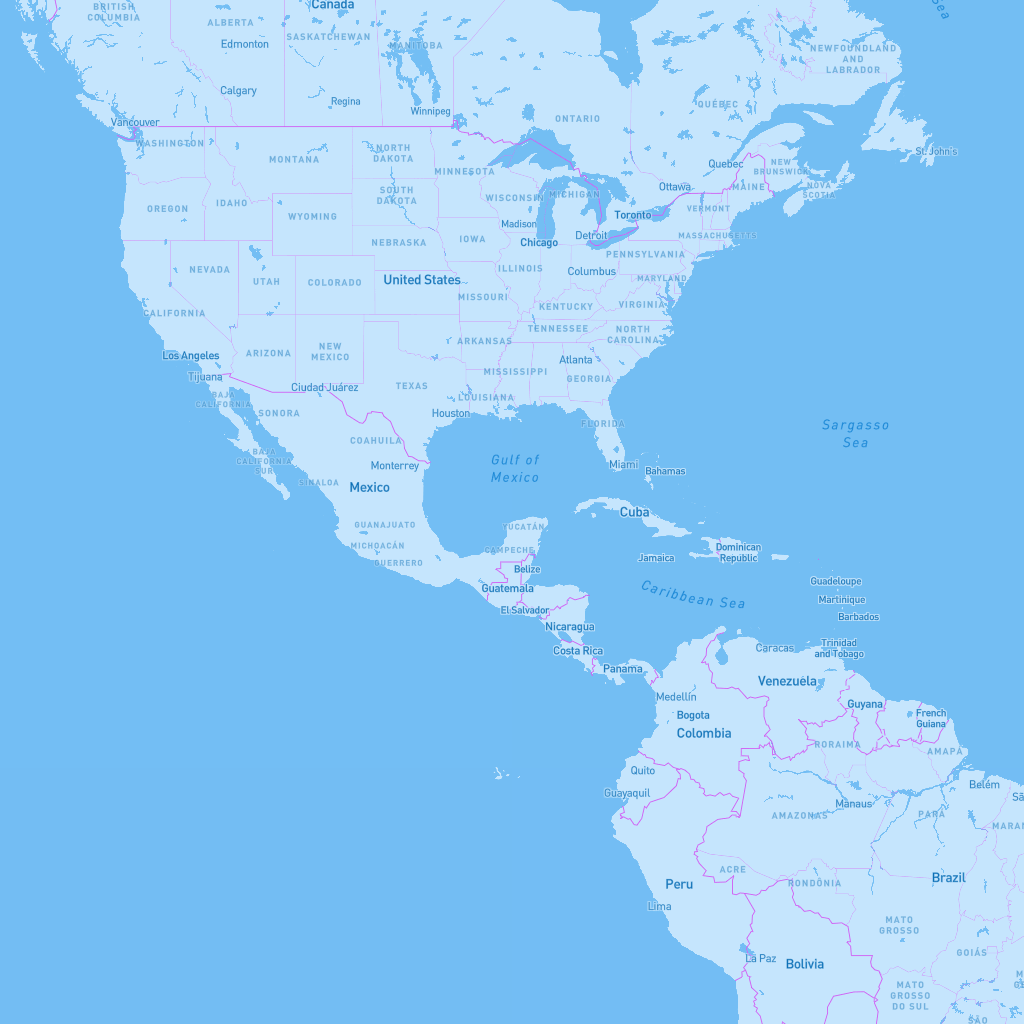 Canada
BRITISH
COLUMBIA
ALBERTA
Edmonton
SASKATCHEWAN
MANITOBA
NEWFOUNDLAND
AND
LABRADOR
Sea
Calgary
Regina
Winnipeg
ONTARIO
QUÉBEC
Vancouver
WASHINGTON
MONTANA
NORTH
DAKOTA
MINNESOTA
Quebec
NEW
BRUNSWICK
St. John's
OREGON
IDAHO
WYOMING
SOUTH
DAKOTA
WISCONSIN
MICHIGAN
Ottawa
MAINE
NOVA
SCOTIA
Madison
Toronto
VERMONT
Chicago
Detroit
MASSACHUSETTS
NEBRASKA
IOWA
PENNSYLVANIA
NEVADA
UTAH
COLORADO
United States
ILLINOIS
Columbus
MARYLAND
CALIFORNIA
MISSOURI
KENTUCKY
VIRGINIA
TENNESSEE
NORTH
CAROLINA
Los Angeles
ARIZONA
NEW
MEXICO
ARKANSAS
Atlanta
Tijuana
Ciudad Juárez
TEXAS
MISSISSIPPI
GEORGIA
BAJA
CALIFORNIA
SONORA
Houston
LOUISIANA
FLORIDA
Sargasso
Sea
COAHUILA
BAJA
CALIFORNIA
SUR
Monterrey
Gulf of
Mexico
Miami
Bahamas
SINALOA
Mexico
Cuba
GUANAJUATO
YUCATÁN
MICHOACÁN
CAMPECHE
GUERRERO
Jamaica
Dominican
Republic
Belize
Guatemala
Guadeloupe
Caribbean Sea
Martinique
El Salvador
Barbados
Nicaragua
Costa Rica
Caracas
Trinidad
and Tobago
Panama
Venezuela
Medellín
Guyana
Bogota
French
Guiana
Colombia
RORAIMA
AMAPÁ
Quito
Belém
Guayaquil
Manaus
AMAZONAS
PARÁ
ACRE
RONDÔNIA
Brazil
Peru
Lima
MATO
GROSSO
La Paz
Bolivia
GOIÁS
MATO
GROSSO
DO SUL
SÃO